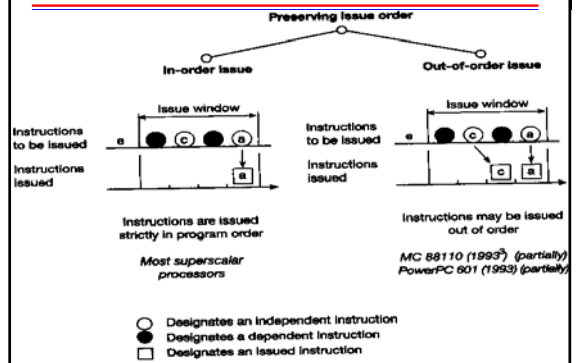 Preserving issue order
In-order issue
Out-of-order issue
Issue window
Instructions to be issued
e c a
Instructions issued
a
Instructions are issued
strictly in program order
Most superscalar
processors
Issue window
Instructions to be issued
e c a
Instructions issued
c a
Instructions may be issued
out of order
MC 88110 (1993³) (partially)
PowerPC 601 (1993) (partially)
Designates an independent instruction
Designates a dependent instruction
Designates an issued instruction